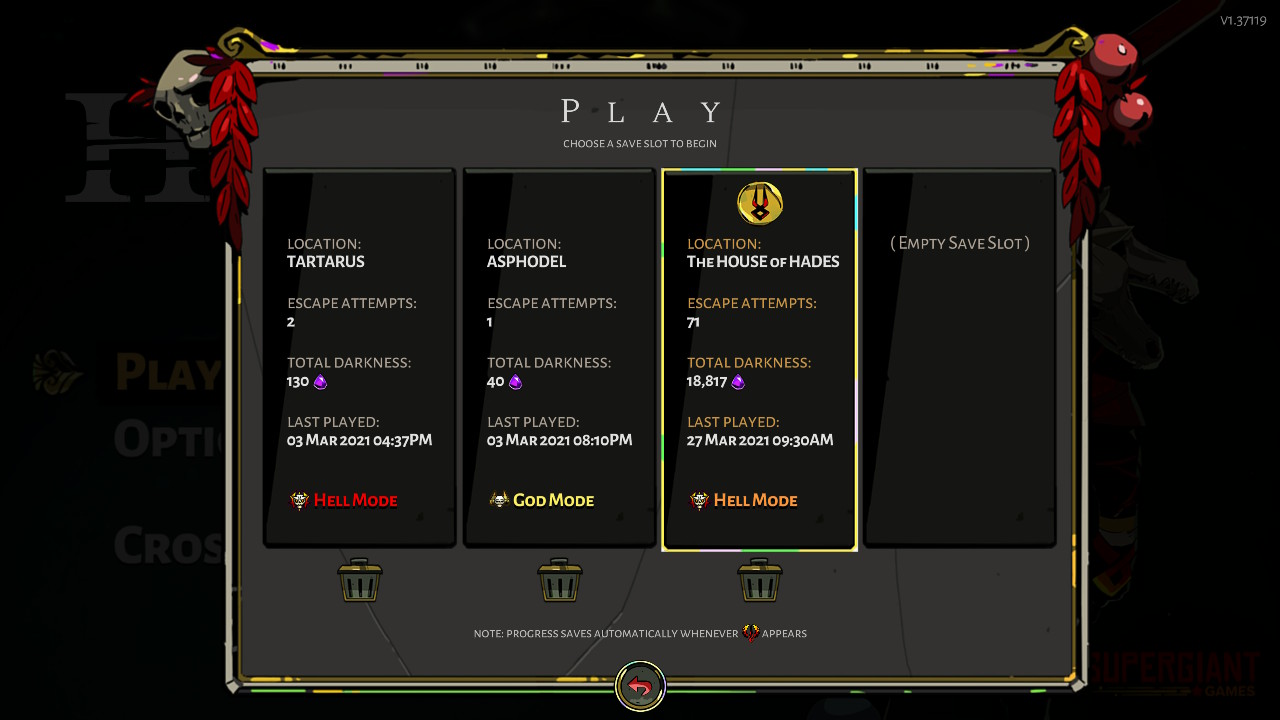 V1.37119
H
PLAY
CHOOSE A SAVE SLOT TO BEGIN
LOCATION:
TARTARUS
ESCAPE ATTEMPTS:
2
TOTAL DARKNESS:
130
LAST PLAYED:
03 MAR 2021 04:37PM
HELL MODE
LOCATION:
ASPHODEL
ESCAPE ATTEMPTS:
1
TOTAL DARKNESS:
40
LAST PLAYED:
03 MAR 2021 08:10PM
GOD MODE
LOCATION:
THE HOUSE OF HADES
ESCAPE ATTEMPTS:
71
TOTAL DARKNESS:
18,817
LAST PLAYED:
27 MAR 2021 09:30AM
HELL MODE
( EMPTY SAVE SLOT )
PLAY
OPTI
CROS
NOTE: PROGRESS SAVES AUTOMATICALLY WHENEVER APPEARS
SUPERGIANT
GAMES